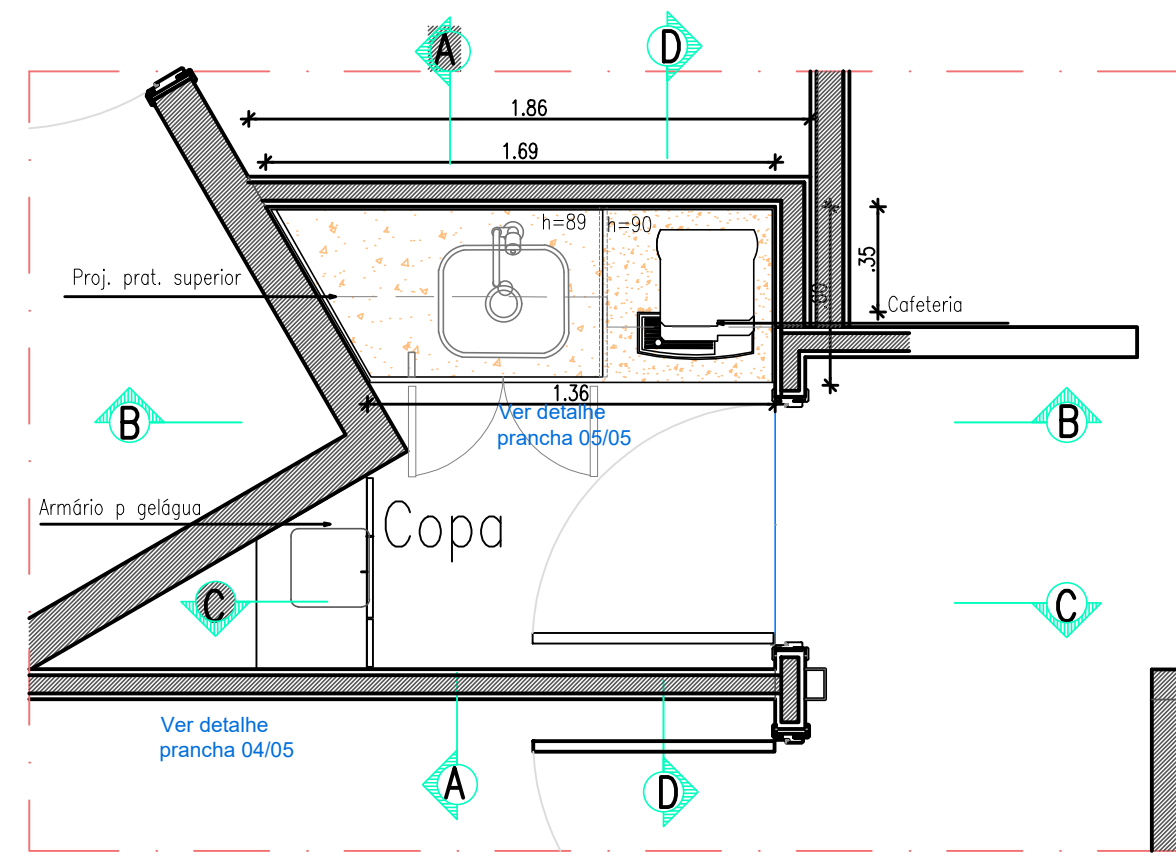 A
D
1.86
1.69
h=89
h=90
.35
.60
Proj. prat. superior
Cafeteria
1.36
Ver detalhe
prancha 05/05
B
B
Armário p gelágua
Copa
C
C
Ver detalhe
prancha 04/05
A
D